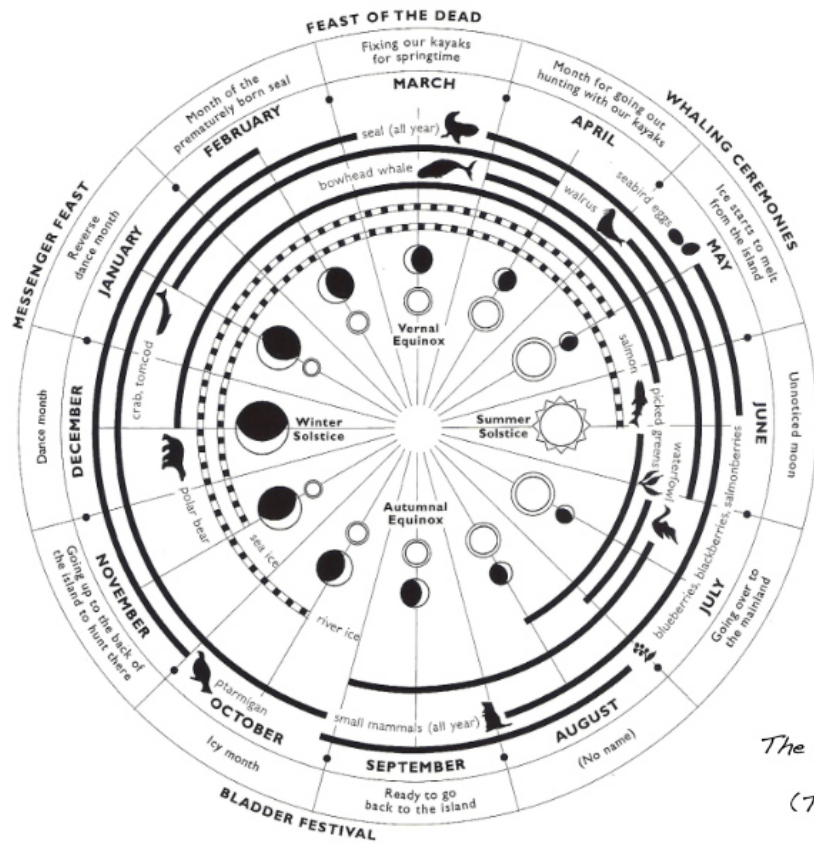 FEAST OF THE DEAD
Fixing our kayaks
for springtime
MARCH
Month for going out
hunting with our kayaks
APRIL
WHALING CEREMONIES
Ice starts to melt
from the island
MAY
Unnoticed moon
JUNE
Going over to
the mainland
JULY
(No name)
AUGUST
Ready to go
back to the island
SEPTEMBER
BLADDER FESTIVAL
Icy month
OCTOBER
Going up to the back of
the island to hunt there
NOVEMBER
Dance month
DECEMBER
MESSENGER FEAST
Reverse
dance month
JANUARY
Month of the
prematurely born seal
FEBRUARY
seal (all year)
bowhead whale
walrus
seabird eggs
salmon
picked greens
waterfowl
blueberries, blackberries, salmonberries
small mammals (all year)
ptarmigan
polar bear
crab, tomcod
sea ice
river ice
Vernal
Equinox
Summer
Solstice
Autumnal
Equinox
Winter
Solstice
The
(T